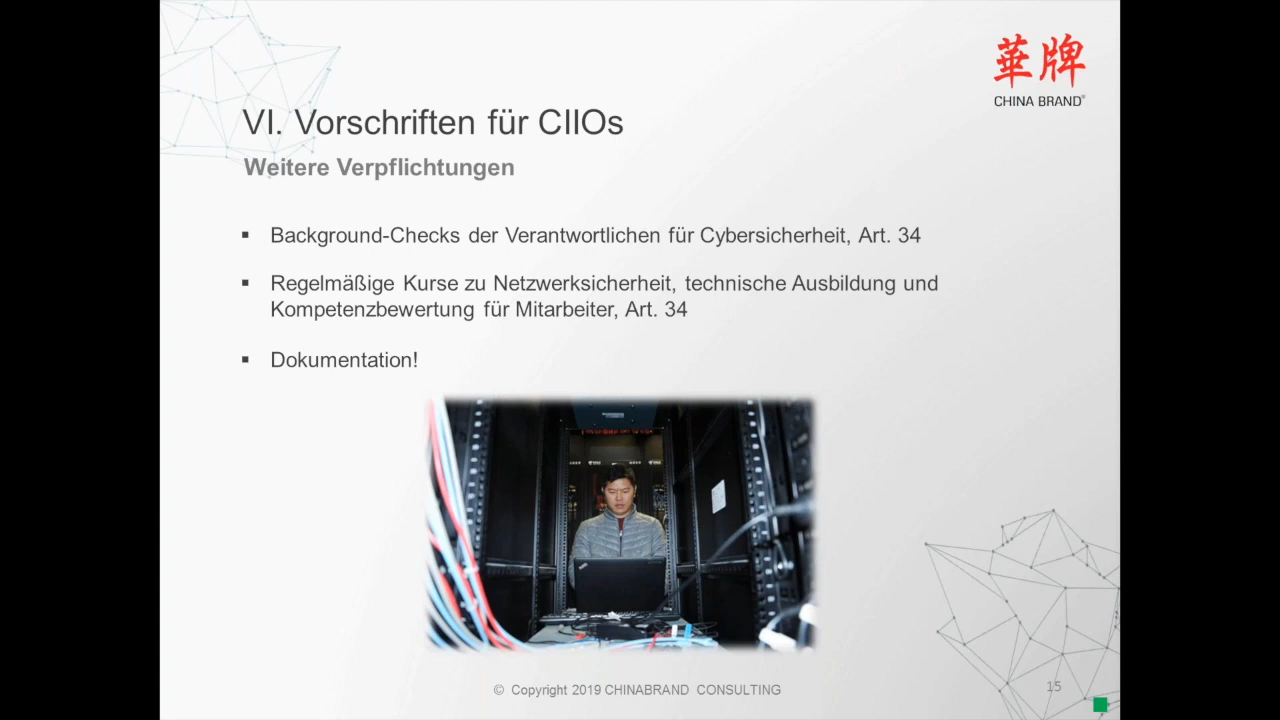 華牌
CHINA BRAND®
VI. Vorschriften für CIIOs
Weitere Verpflichtungen
▪ Background-Checks der Verantwortlichen für Cybersicherheit, Art. 34
▪ Regelmäßige Kurse zu Netzwerksicherheit, technische Ausbildung und
Kompetenzbewertung für Mitarbeiter, Art. 34
▪ Dokumentation!
© Copyright 2019 CHINABRAND CONSULTING
15